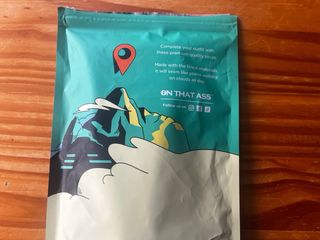 Complete your outfit with
these premium quality socks.
Made with the finest materials
it will seem like you're walking
on clouds all day.
ON THAT ASS
Follow us on